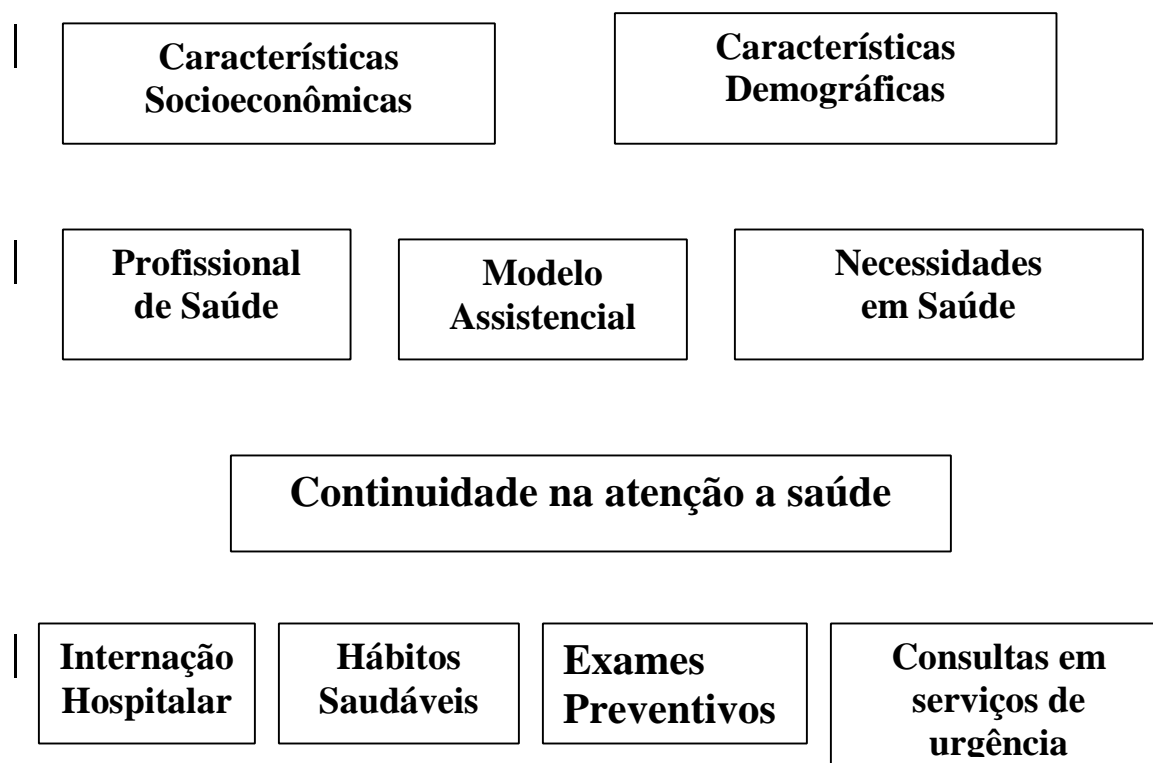 Características
Socioeconômicas
Características
Demográficas
Profissional
de Saúde
Modelo
Assistencial
Necessidades
em Saúde
Continuidade na atenção a saúde
Internação
Hospitalar
Hábitos
Saudáveis
Exames
Preventivos
Consultas em
serviços de
urgência